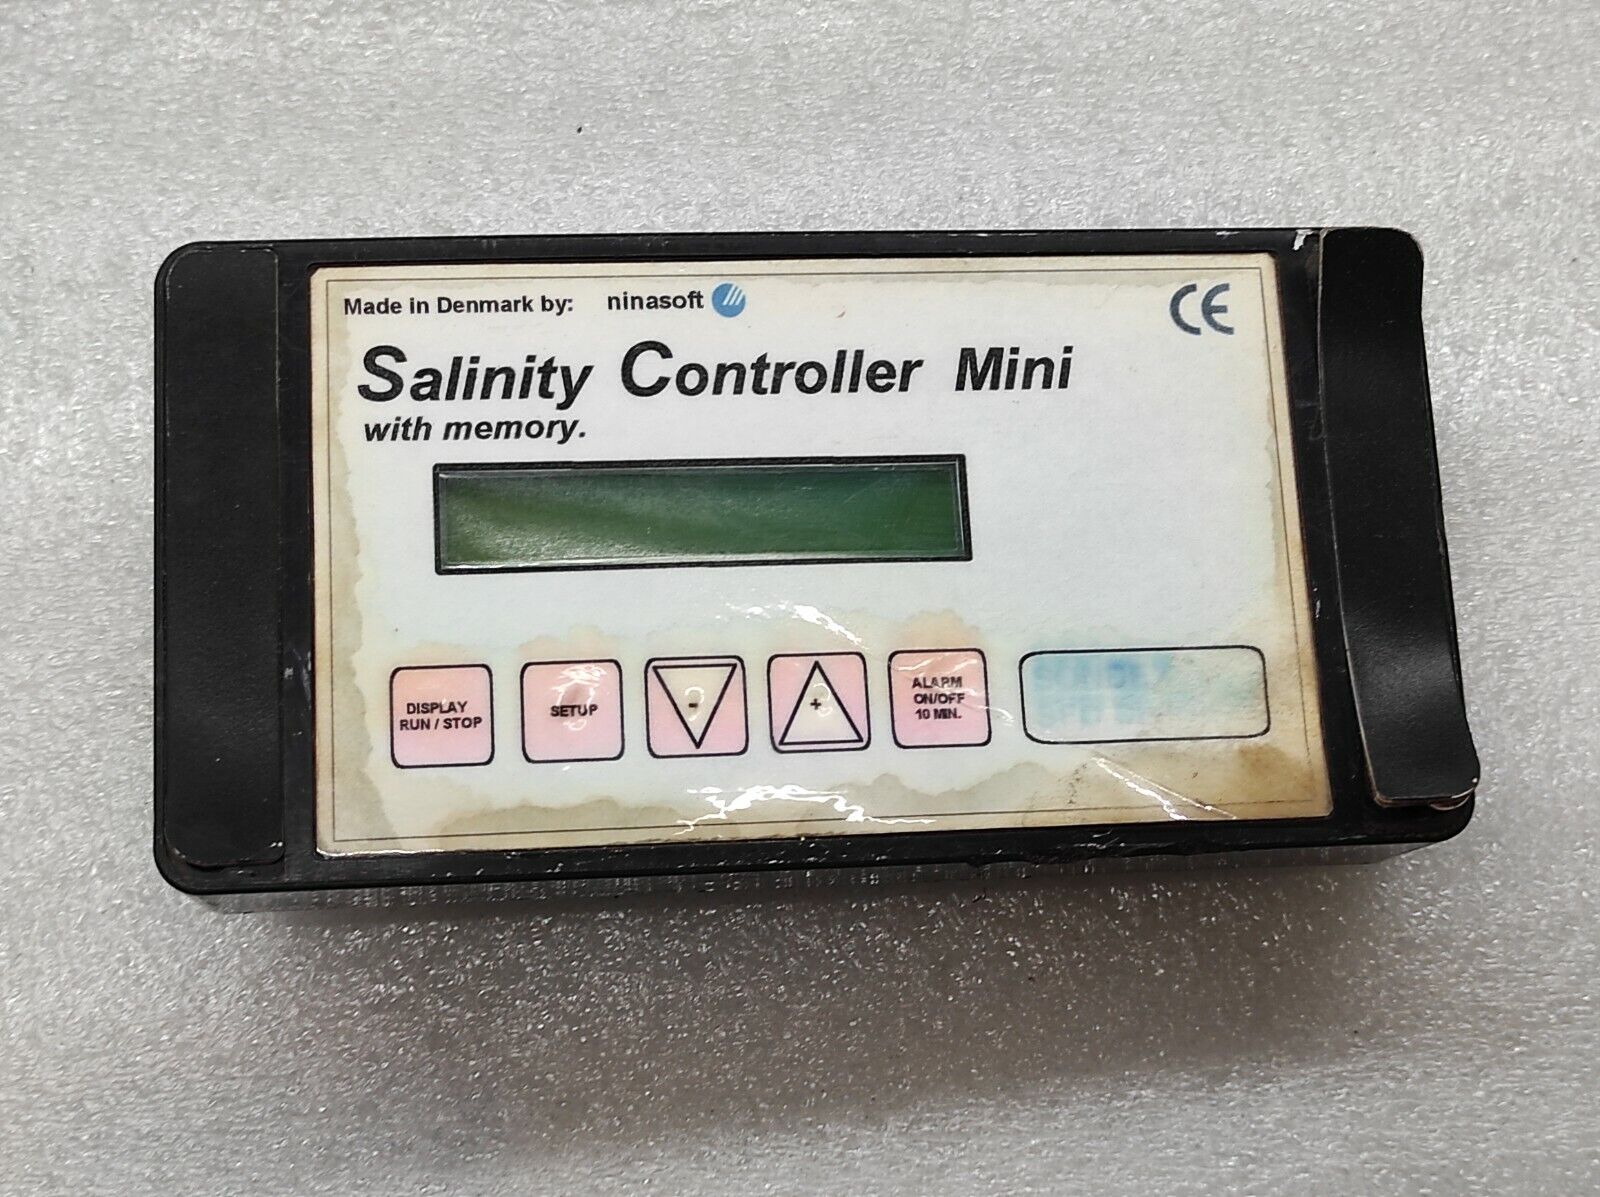 Made in Denmark by: ninasoft
CE
Salinity Controller Mini
with memory.
DISPLAY
RUN / STOP
SETUP
-
+
ALARM
ON/OFF
10 MIN.